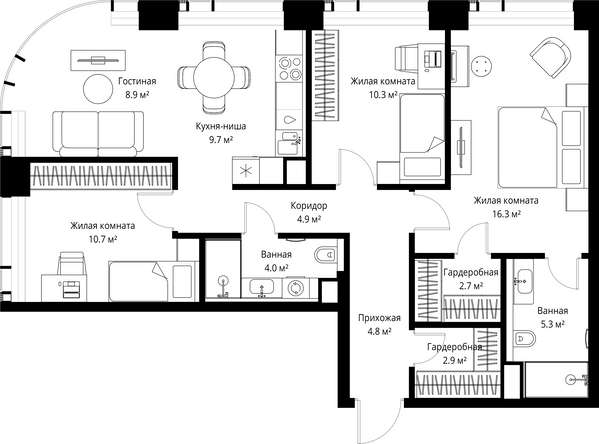 Гостиная
8.9 м²
Кухня-ниша
9.7 м²
Жилая комната
10.3 м²
Жилая комната
16.3 м²
Коридор
4.9 м²
Жилая комната
10.7 м²
Ванная
4.0 м²
Гардеробная
2.7 м²
Ванная
5.3 м²
Прихожая
4.8 м²
Гардеробная
2.9 м²